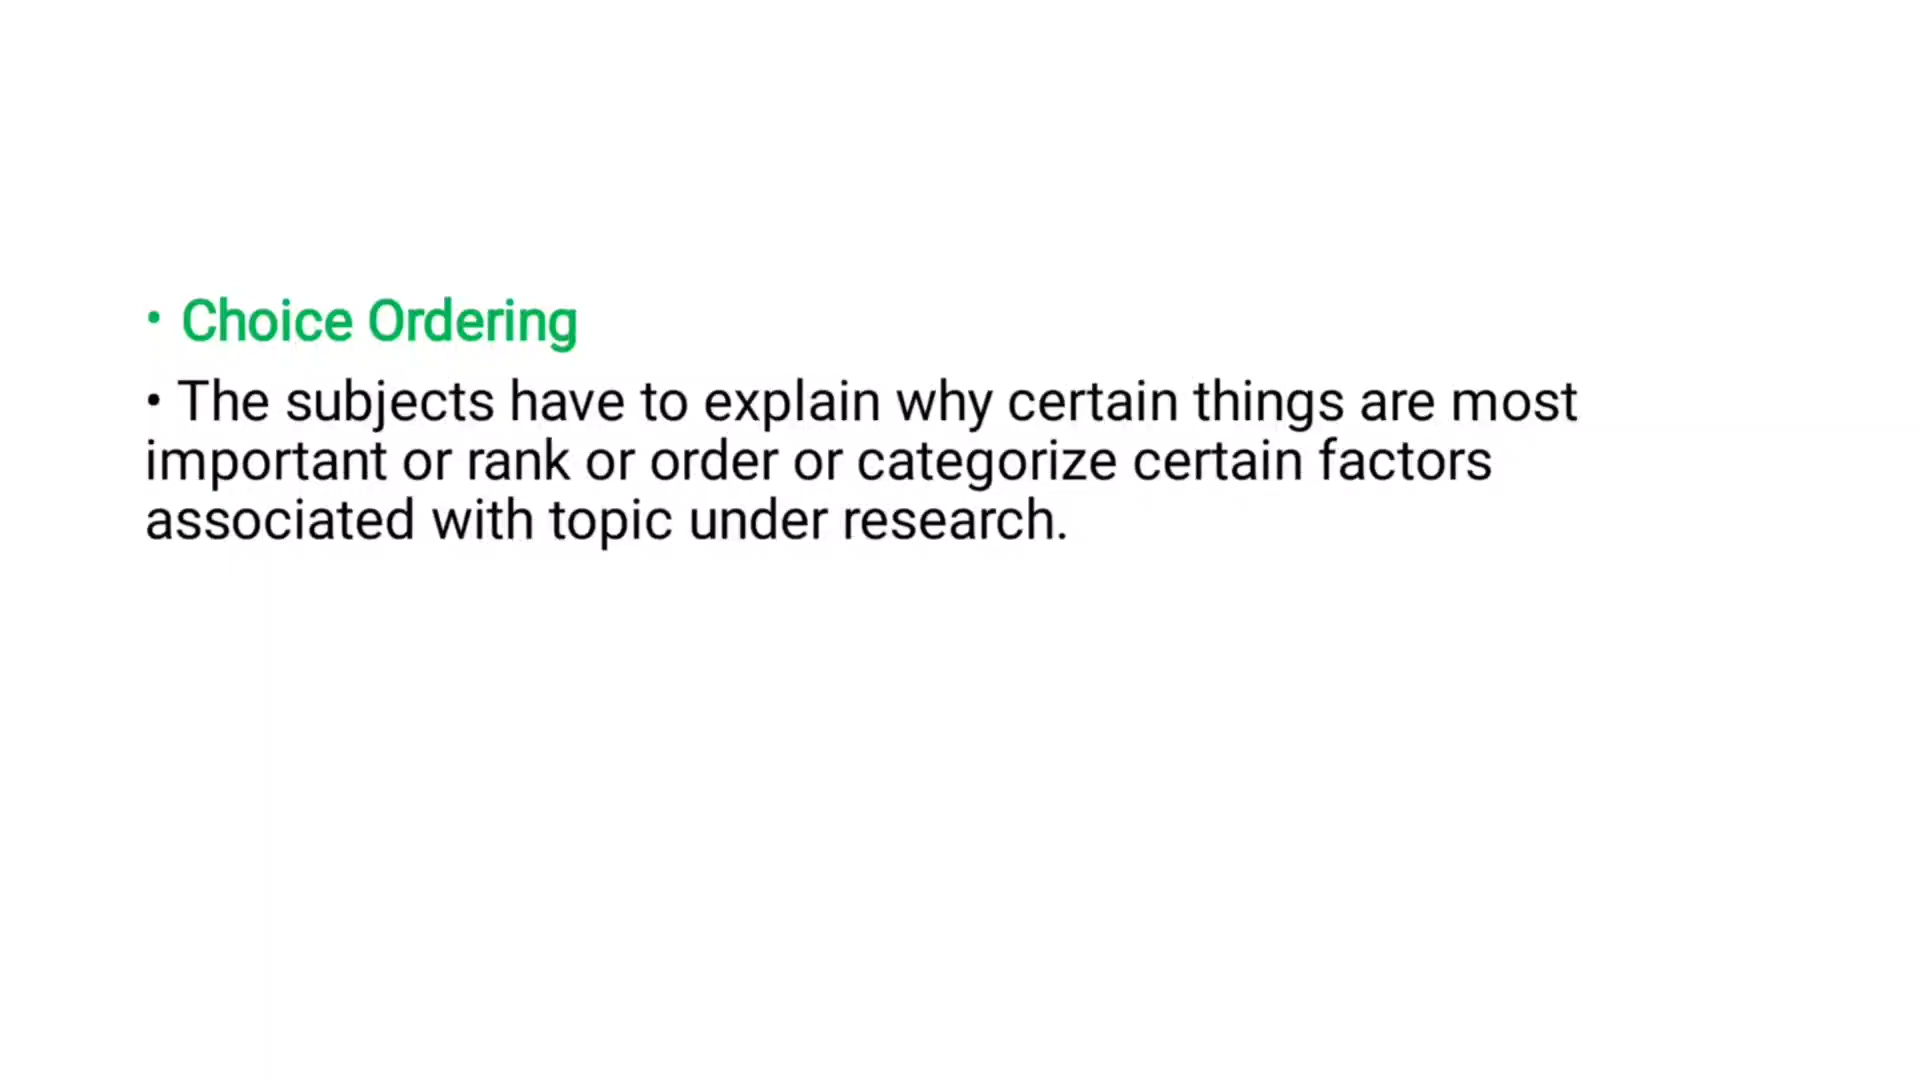 • Choice Ordering
• The subjects have to explain why certain things are most
important or rank or order or categorize certain factors
associated with topic under research.